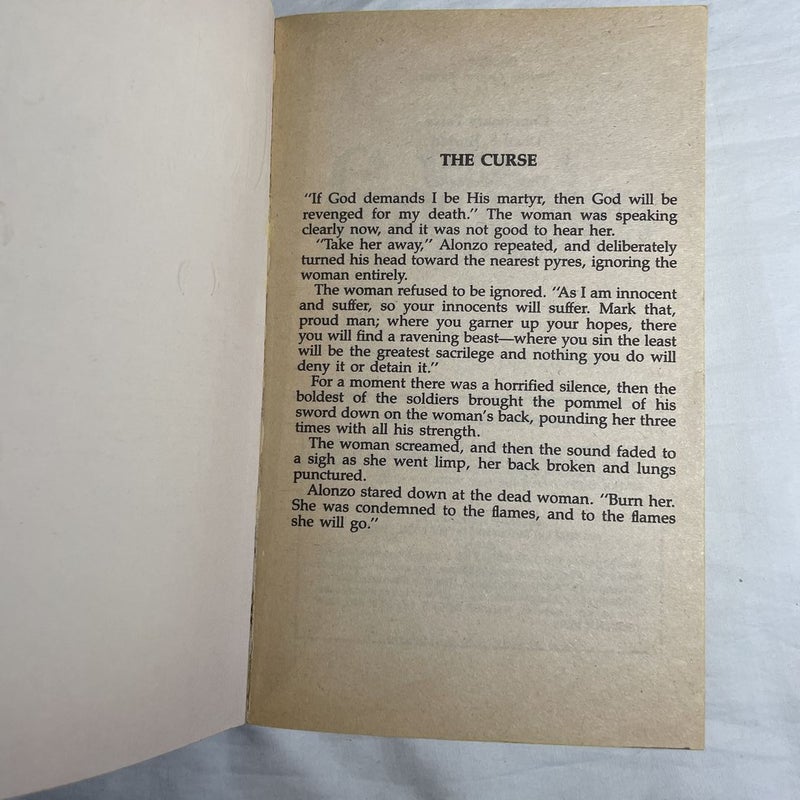 THE CURSE
"If God demands I be His martyr, then God will be
revenged for my death." The woman was speaking
clearly now, and it was not good to hear her.
"Take her away," Alonzo repeated, and deliberately
turned his head toward the nearest pyres, ignoring the
woman entirely.
The woman refused to be ignored. "As I am innocent
and suffer, so your innocents will suffer. Mark that,
proud man; where you garner up your hopes, there
you will find a ravening beast—where you sin the least
will be the greatest sacrilege and nothing you do will
deny it or detain it."
For a moment there was a horrified silence, then the
boldest of the soldiers brought the pommel of his
sword down on the woman's back, pounding her three
times with all his strength.
The woman screamed, and then the sound faded to
a sigh as she went limp, her back broken and lungs
punctured.
Alonzo stared down at the dead woman. "Burn her.
She was condemned to the flames, and to the flames
she will go."